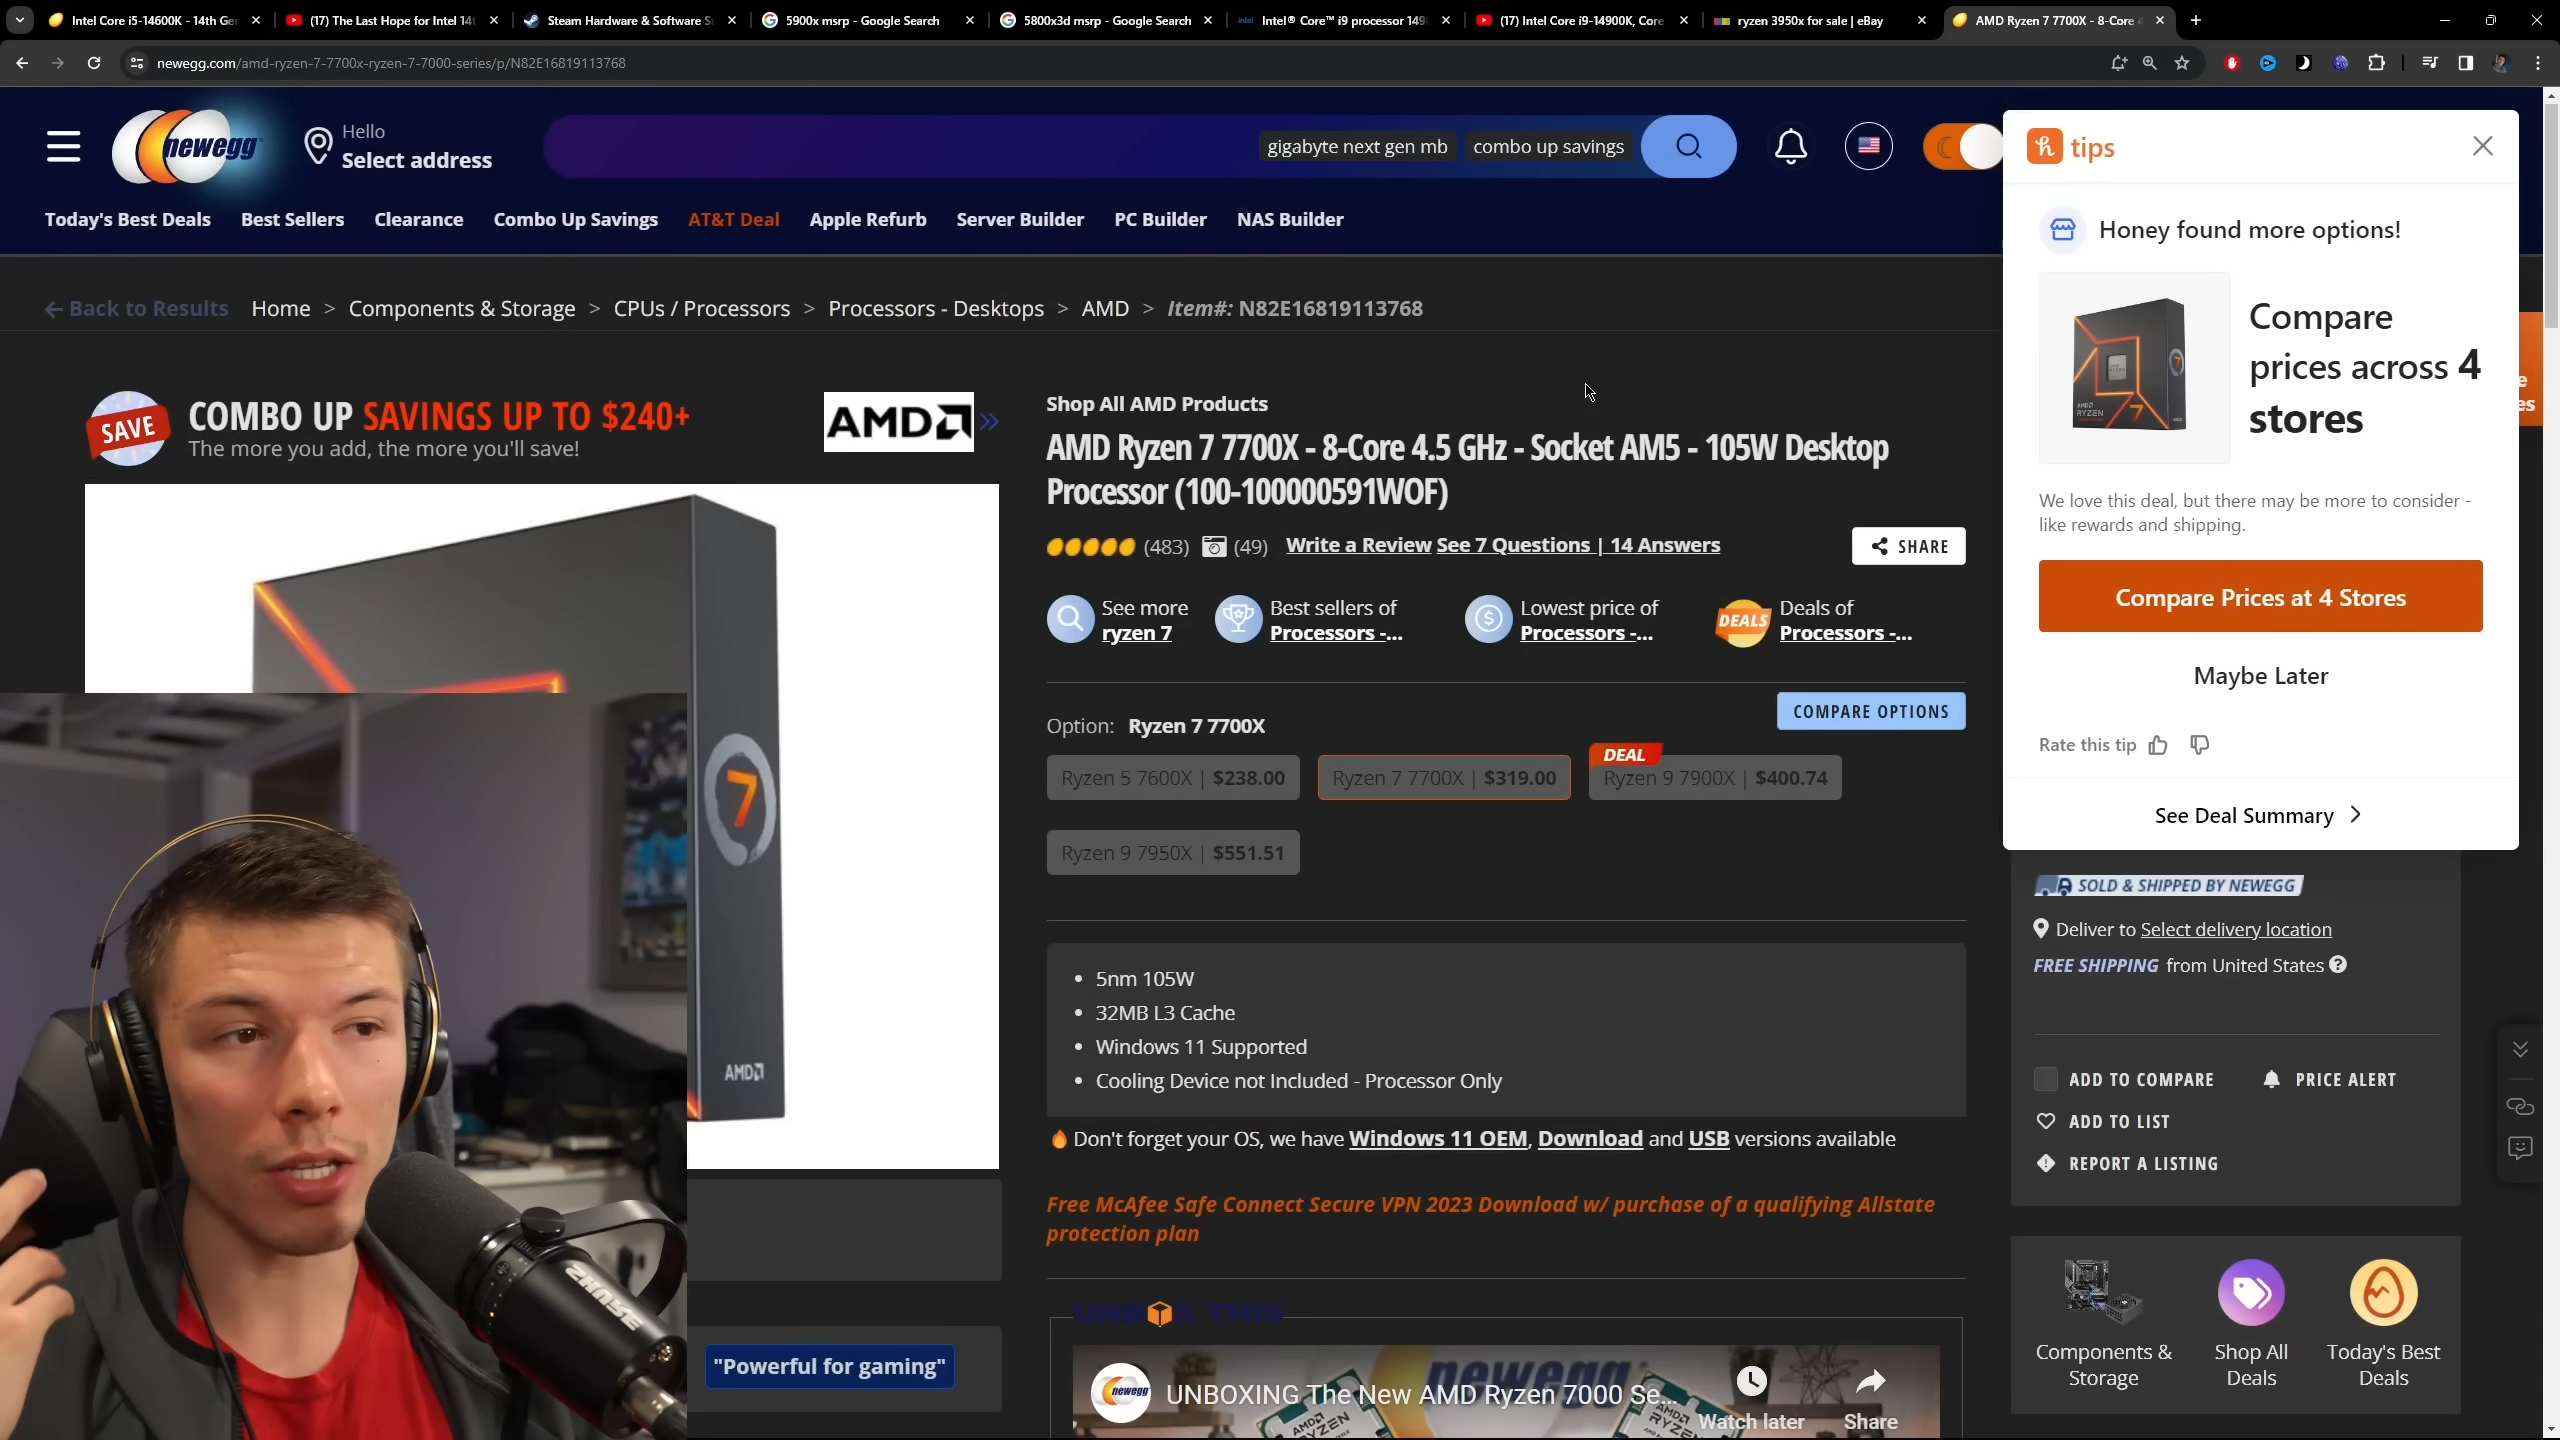 Intel Core i5-14600K - 14th Ge
(17) The Last Hope for Intel 14t
Steam Hardware & Software S
5900x msrp - Google Search
5800x3d msrp - Google Search
Intel® Core™ i9 processor 149
(17) Intel Core i9-14900K, Core
ryzen 3950x for sale | eBay
AMD Ryzen 7 7700X - 8-Core
newegg.com/amd-ryzen-7-7700x-ryzen-7-7000-series/p/N82E16819113768
newegg
Hello
Select address
gigabyte next gen mb
combo up savings
Today's Best Deals
Best Sellers
Clearance
Combo Up Savings
AT&T Deal
Apple Refurb
Server Builder
PC Builder
NAS Builder
Back to Results
Home > Components & Storage > CPUs / Processors > Processors - Desktops > AMD > Item#: N82E16819113768
SAVE
COMBO UP SAVINGS UP TO $240+
The more you add, the more you'll save!
AMD
7
AMD
SHURE
"Powerful for gaming"
Shop All AMD Products
AMD Ryzen 7 7700X - 8-Core 4.5 GHz - Socket AM5 - 105W Desktop
Processor (100-100000591WOF)
(483) (49) Write a Review See 7 Questions | 14 Answers
SHARE
See more
ryzen 7
Best sellers of
Processors -...
Lowest price of
Processors -...
DEALS
Deals of
Processors -...
Option: Ryzen 7 7700X
COMPARE OPTIONS
Ryzen 5 7600X | $238.00
Ryzen 7 7700X | $319.00
DEAL
Ryzen 9 7900X | $400.74
Ryzen 9 7950X | $551.51
5nm 105W
32MB L3 Cache
Windows 11 Supported
Cooling Device not Included - Processor Only
Don't forget your OS, we have Windows 11 OEM, Download and USB versions available
Free McAfee Safe Connect Secure VPN 2023 Download w/ purchase of a qualifying Allstate
protection plan
newegg
UNBOXING The New AMD Ryzen 7000 Se...
Watch later
Share
newegg
RYZEN
tips
Honey found more options!
AMD
RYZEN
7
Compare
prices across 4
stores
We love this deal, but there may be more to consider -
like rewards and shipping.
Compare Prices at 4 Stores
Maybe Later
Rate this tip
See Deal Summary
SOLD & SHIPPED BY NEWEGG
Deliver to Select delivery location
FREE SHIPPING from United States
ADD TO COMPARE
PRICE ALERT
ADD TO LIST
REPORT A LISTING
Components &
Storage
Shop All
Deals
Today's Best
Deals